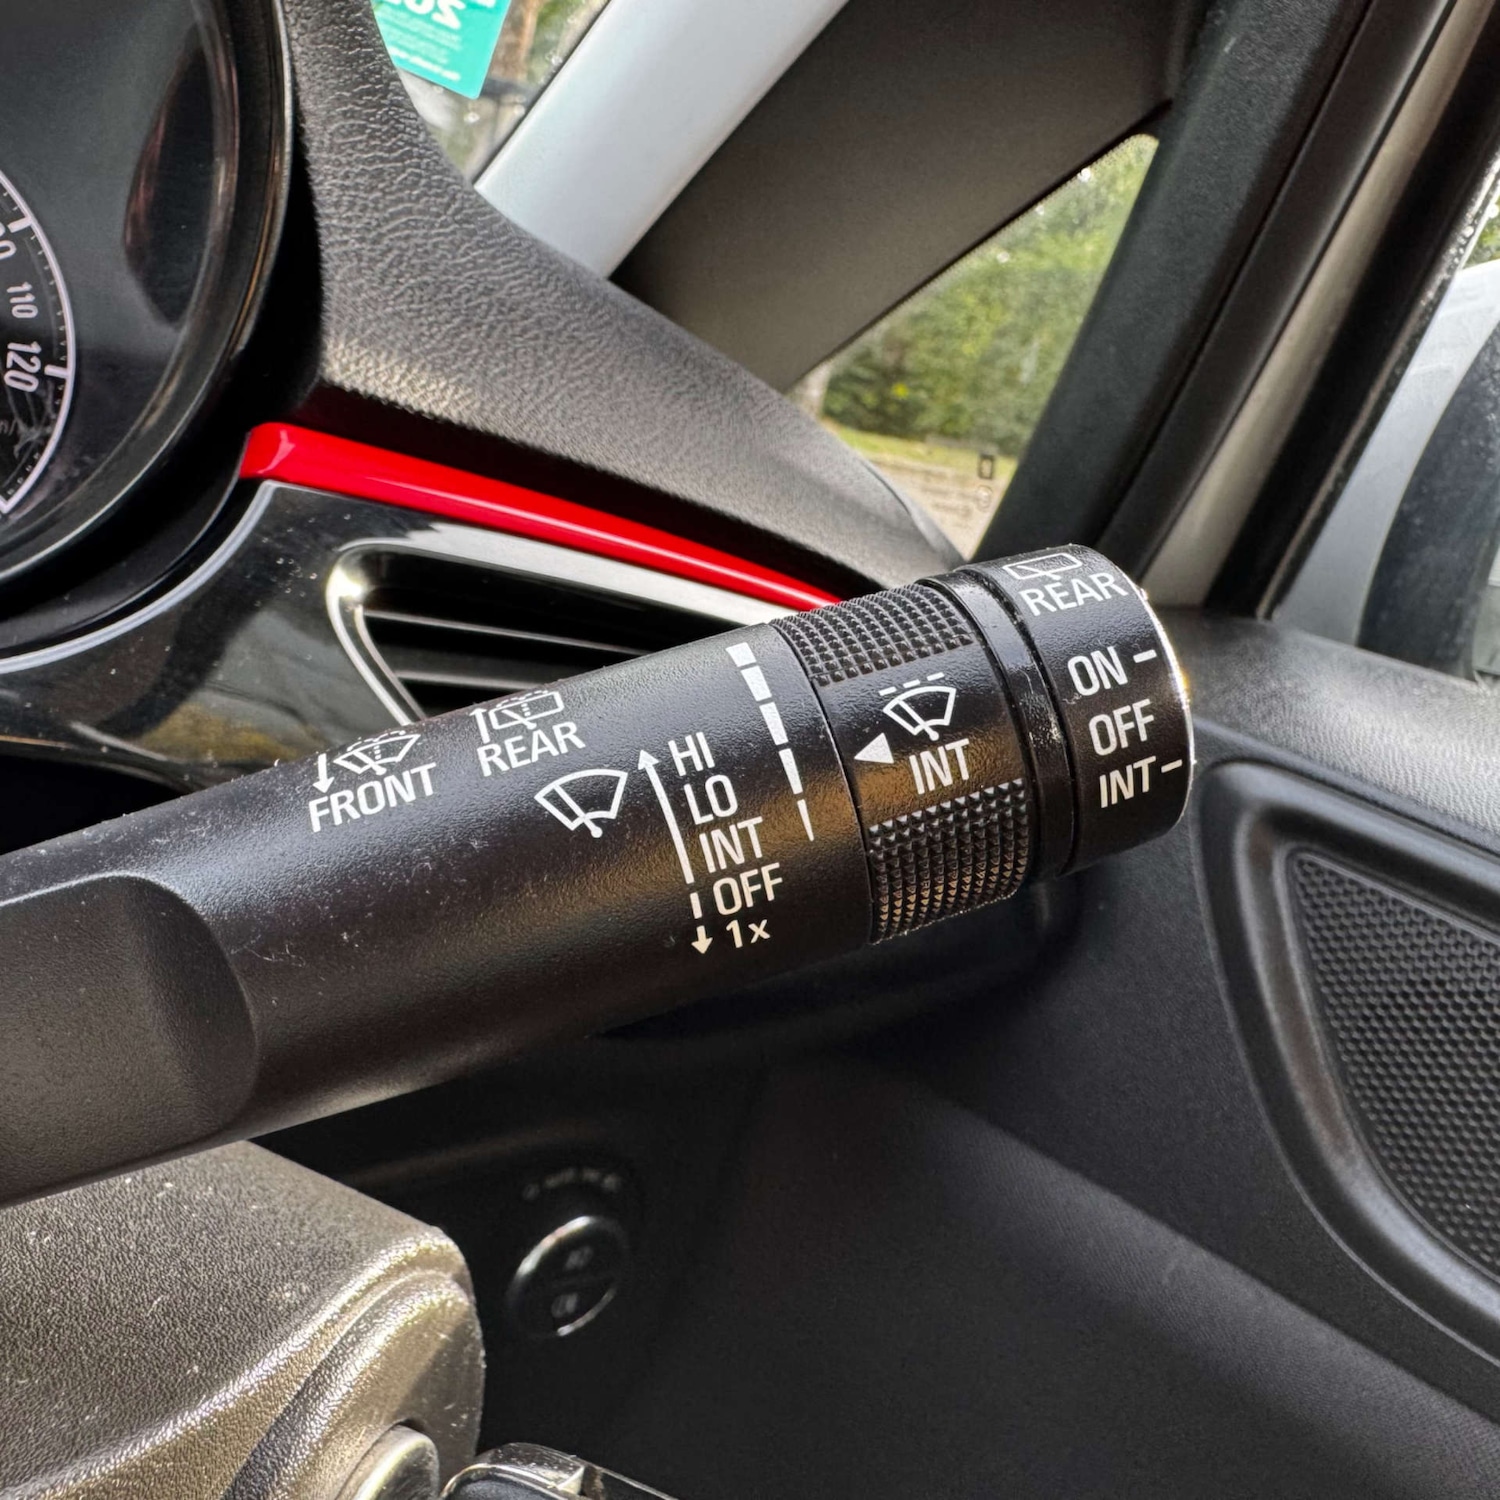 110
120
FRONT
REAR
HI
LO
INT
OFF
1x
INT
REAR
ON
OFF
INT